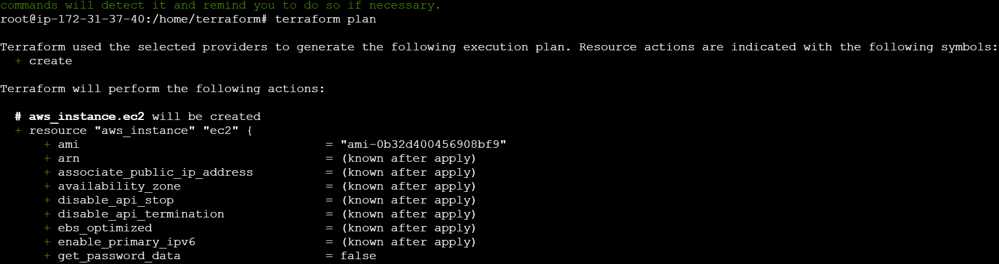 commands will detect it and remind you to do so if necessary.
root@ip-172-31-37-40:/home/terraform# terraform plan
Terraform used the selected providers to generate the following execution plan. Resource actions are indicated with the following symbols:
+ create
Terraform will perform the following actions:
# aws_instance.ec2 will be created
+ resource "aws_instance" "ec2" {
+ ami = "ami-0b32d400456908bf9"
+ arn = (known after apply)
+ associate_public_ip_address = (known after apply)
+ availability_zone = (known after apply)
+ disable_api_stop = (known after apply)
+ disable_api_termination = (known after apply)
+ ebs_optimized = (known after apply)
+ enable_primary_ipv6 = (known after apply)
+ get_password_data = false